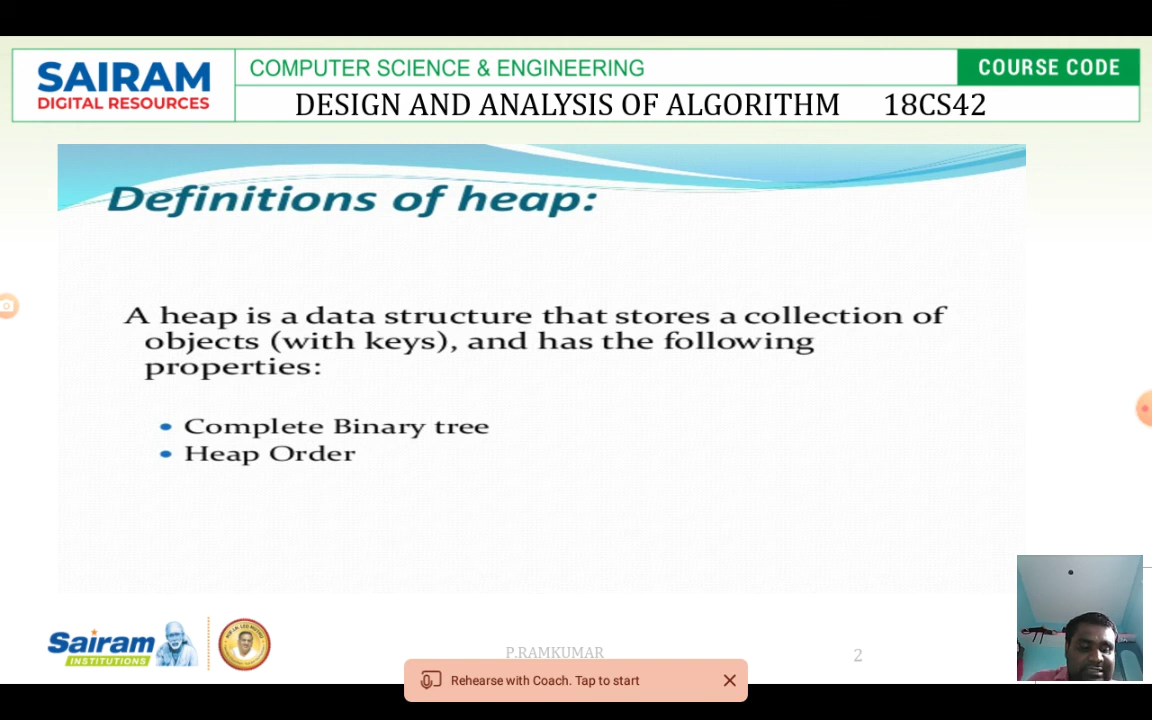 SAIRAM
DIGITAL RESOURCES
COMPUTER SCIENCE & ENGINEERING
COURSE CODE
DESIGN AND ANALYSIS OF ALGORITHM 18CS42
Definitions of heap:
A heap is a data structure that stores a collection of
objects (with keys), and has the following
properties:
• Complete Binary tree
• Heap Order
Sairam
INSTITUTIONS
P.RAMKUMAR
2
Rehearse with Coach. Tap to start